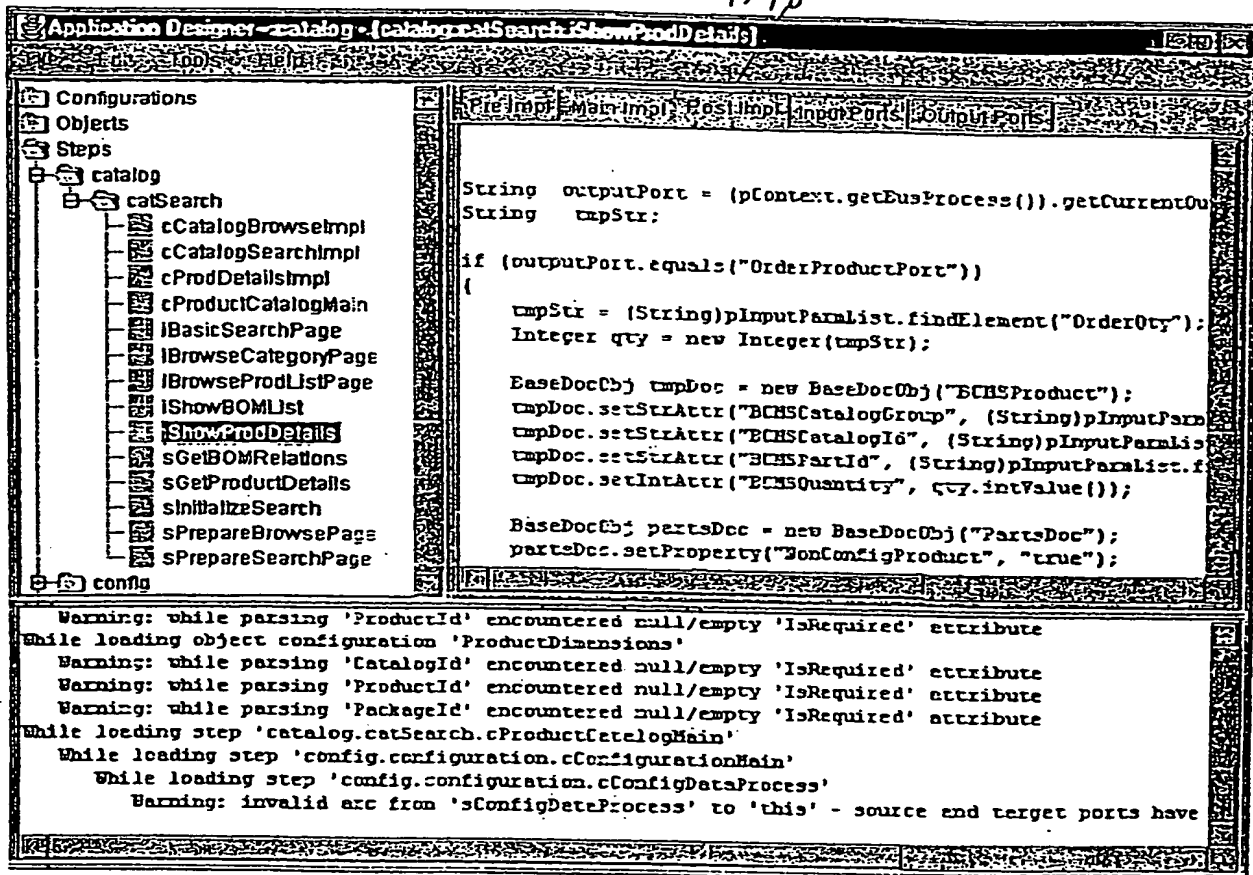 Application Designer - catalog - [catalog.catSearch.iShowProdDetails]
Tools Help
Configurations
Objects
Steps
catalog
catSearch
cCatalogBrowseImpl
cCatalogSearchImpl
cProdDetailsImpl
cProductCatalogMain
iBasicSearchPage
iBrowseCategoryPage
iBrowseProdListPage
iShowBOMList
iShowProdDetails
sGetBOMRelations
sGetProductDetails
sInitializeSearch
sPrepareBrowsePage
sPrepareSearchPage
config
Pre Impl Main Impl Post Impl Input Ports Output Ports
String outputPort = (pContext.getBusProcess()).getCurrentOu
String tmpStr;
if (outputPort.equals("OrderProductPort"))
{
tmpStr = (String)pInputParmList.findElement("OrderQty");
Integer qty = new Integer(tmpStr);
BaseDocObj tmpDoc = new BaseDocObj("BCMSProduct");
tmpDoc.setStrAttr("BCMSCatalogGroup", (String)pInputParm
tmpDoc.setStrAttr("BCMSCatalogId", (String)pInputParmLis
tmpDoc.setStrAttr("BCMSPartId", (String)pInputParmList.f
tmpDoc.setIntAttr("BCMSQuantity", qty.intValue());
BaseDocObj partsDoc = new BaseDocObj("PartsDoc");
partsDoc.setProperty("NonConfigProduct", "true");
Warning: while parsing 'ProductId' encountered null/empty 'IsRequired' attribute
While loading object configuration 'ProductDimensions'
Warning: while parsing 'CatalogId' encountered null/empty 'IsRequired' attribute
Warning: while parsing 'ProductId' encountered null/empty 'IsRequired' attribute
Warning: while parsing 'PackageId' encountered null/empty 'IsRequired' attribute
While loading step 'catalog.catSearch.cProductCatalogMain'
While loading step 'config.configuration.cConfigurationMain'
While loading step 'config.configuration.cConfigDataProcess'
Warning: invalid arc from 'sConfigDataProcess' to 'this' - source and target ports have